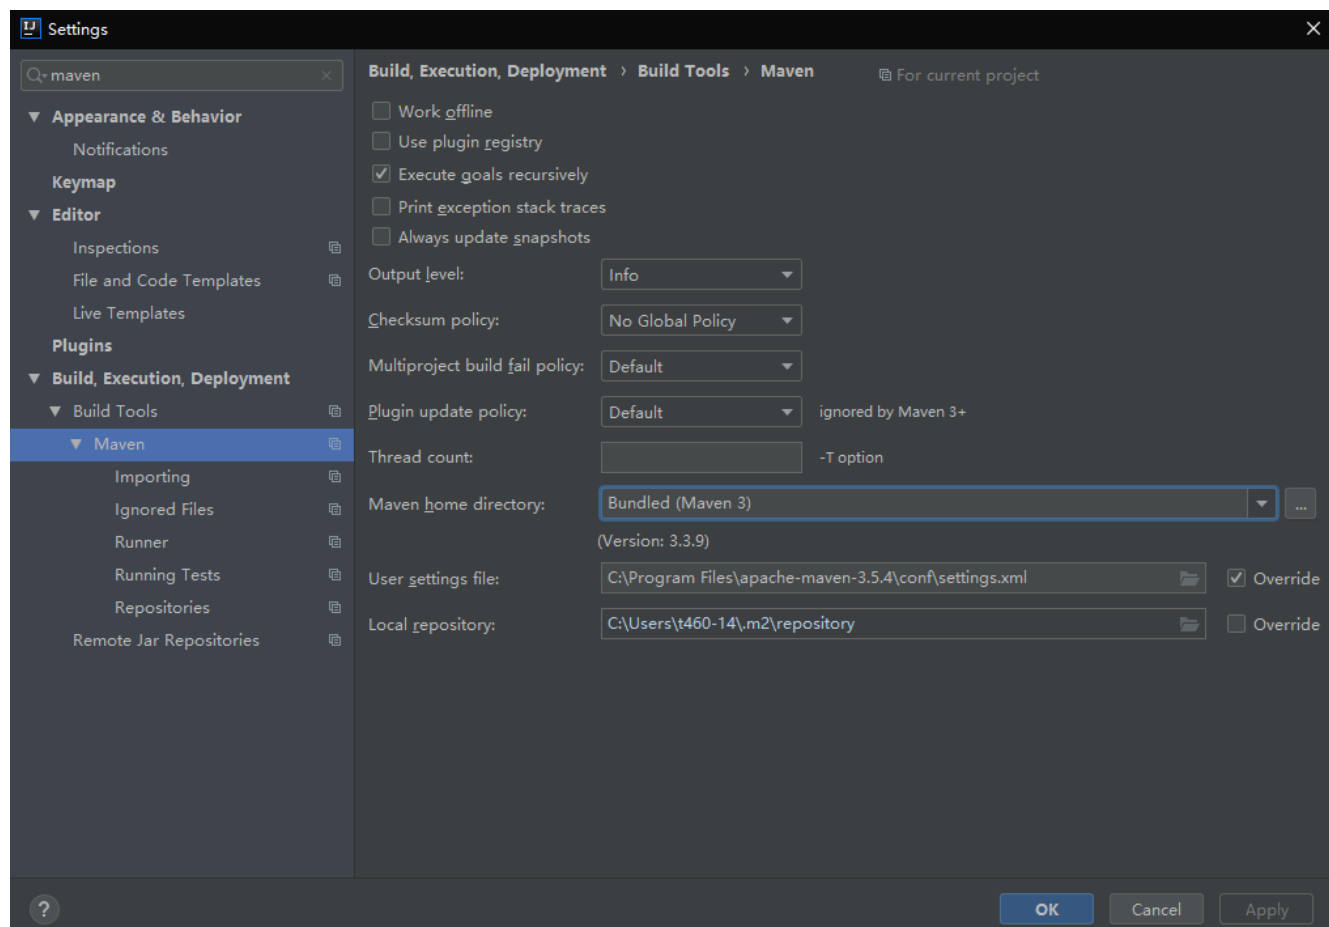 Settings
maven
Appearance & Behavior
Notifications
Keymap
Editor
Inspections
File and Code Templates
Live Templates
Plugins
Build, Execution, Deployment
Build Tools
Maven
Importing
Ignored Files
Runner
Running Tests
Repositories
Remote Jar Repositories
Build, Execution, Deployment › Build Tools › Maven For current project
Work offline
Use plugin registry
Execute goals recursively
Print exception stack traces
Always update snapshots
Output level: Info
Checksum policy: No Global Policy
Multiproject build fail policy: Default
Plugin update policy: Default ignored by Maven 3+
Thread count: -T option
Maven home directory: Bundled (Maven 3) ...
(Version: 3.3.9)
User settings file: C:\Program Files\apache-maven-3.5.4\conf\settings.xml Override
Local repository: C:\Users\t460-14\.m2\repository Override
? OK Cancel Apply